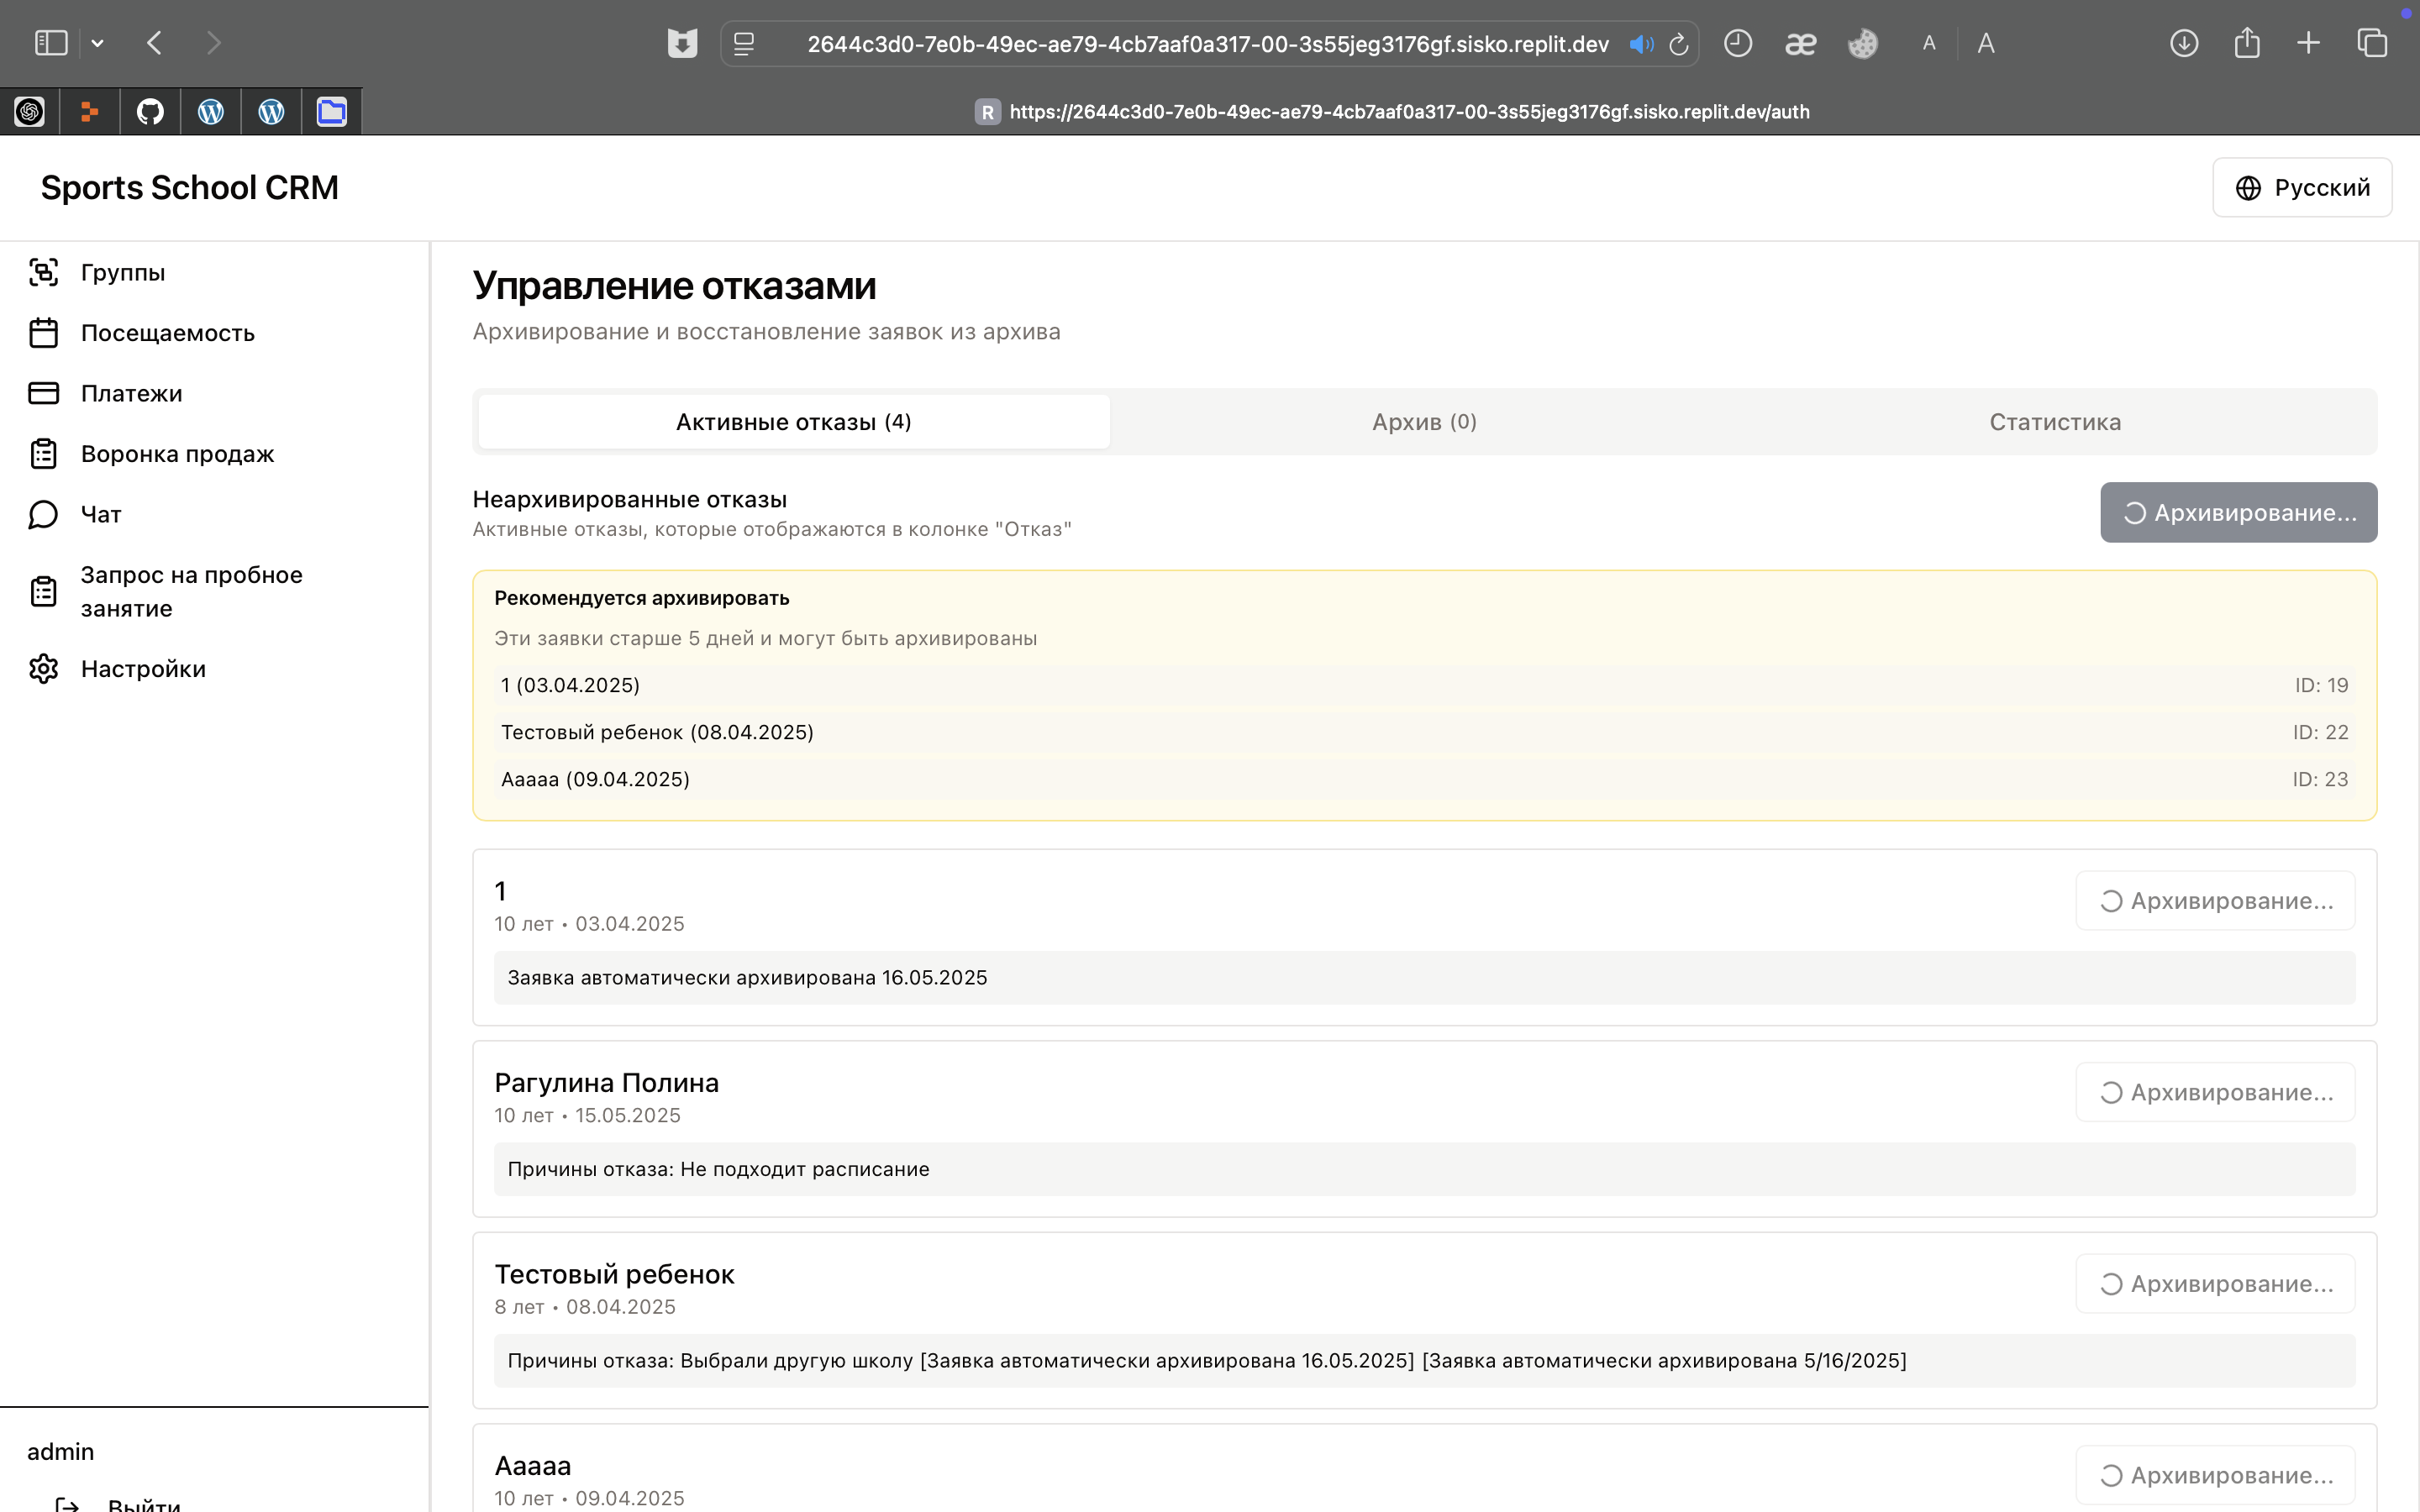 2644c3d0-7e0b-49ec-ae79-4cb7aaf0a317-00-3s55jeg3176gf.sisko.replit.dev
æ
A
A
R https://2644c3d0-7e0b-49ec-ae79-4cb7aaf0a317-00-3s55jeg3176gf.sisko.replit.dev/auth
Sports School CRM
Русский
Группы
Посещаемость
Платежи
Воронка продаж
Чат
Запрос на пробное
занятие
Настройки
admin
Выйти
Управление отказами
Архивирование и восстановление заявок из архива
Активные отказы (4)
Архив (0)
Статистика
Неархивированные отказы
Активные отказы, которые отображаются в колонке "Отказ"
Архивирование...
Рекомендуется архивировать
Эти заявки старше 5 дней и могут быть архивированы
1 (03.04.2025)
ID: 19
Тестовый ребенок (08.04.2025)
ID: 22
Ааааа (09.04.2025)
ID: 23
1
10 лет • 03.04.2025
Архивирование...
Заявка автоматически архивирована 16.05.2025
Рагулина Полина
10 лет • 15.05.2025
Архивирование...
Причины отказа: Не подходит расписание
Тестовый ребенок
8 лет • 08.04.2025
Архивирование...
Причины отказа: Выбрали другую школу [Заявка автоматически архивирована 16.05.2025] [Заявка автоматически архивирована 5/16/2025]
Ааааа
10 лет • 09.04.2025
Архивирование...